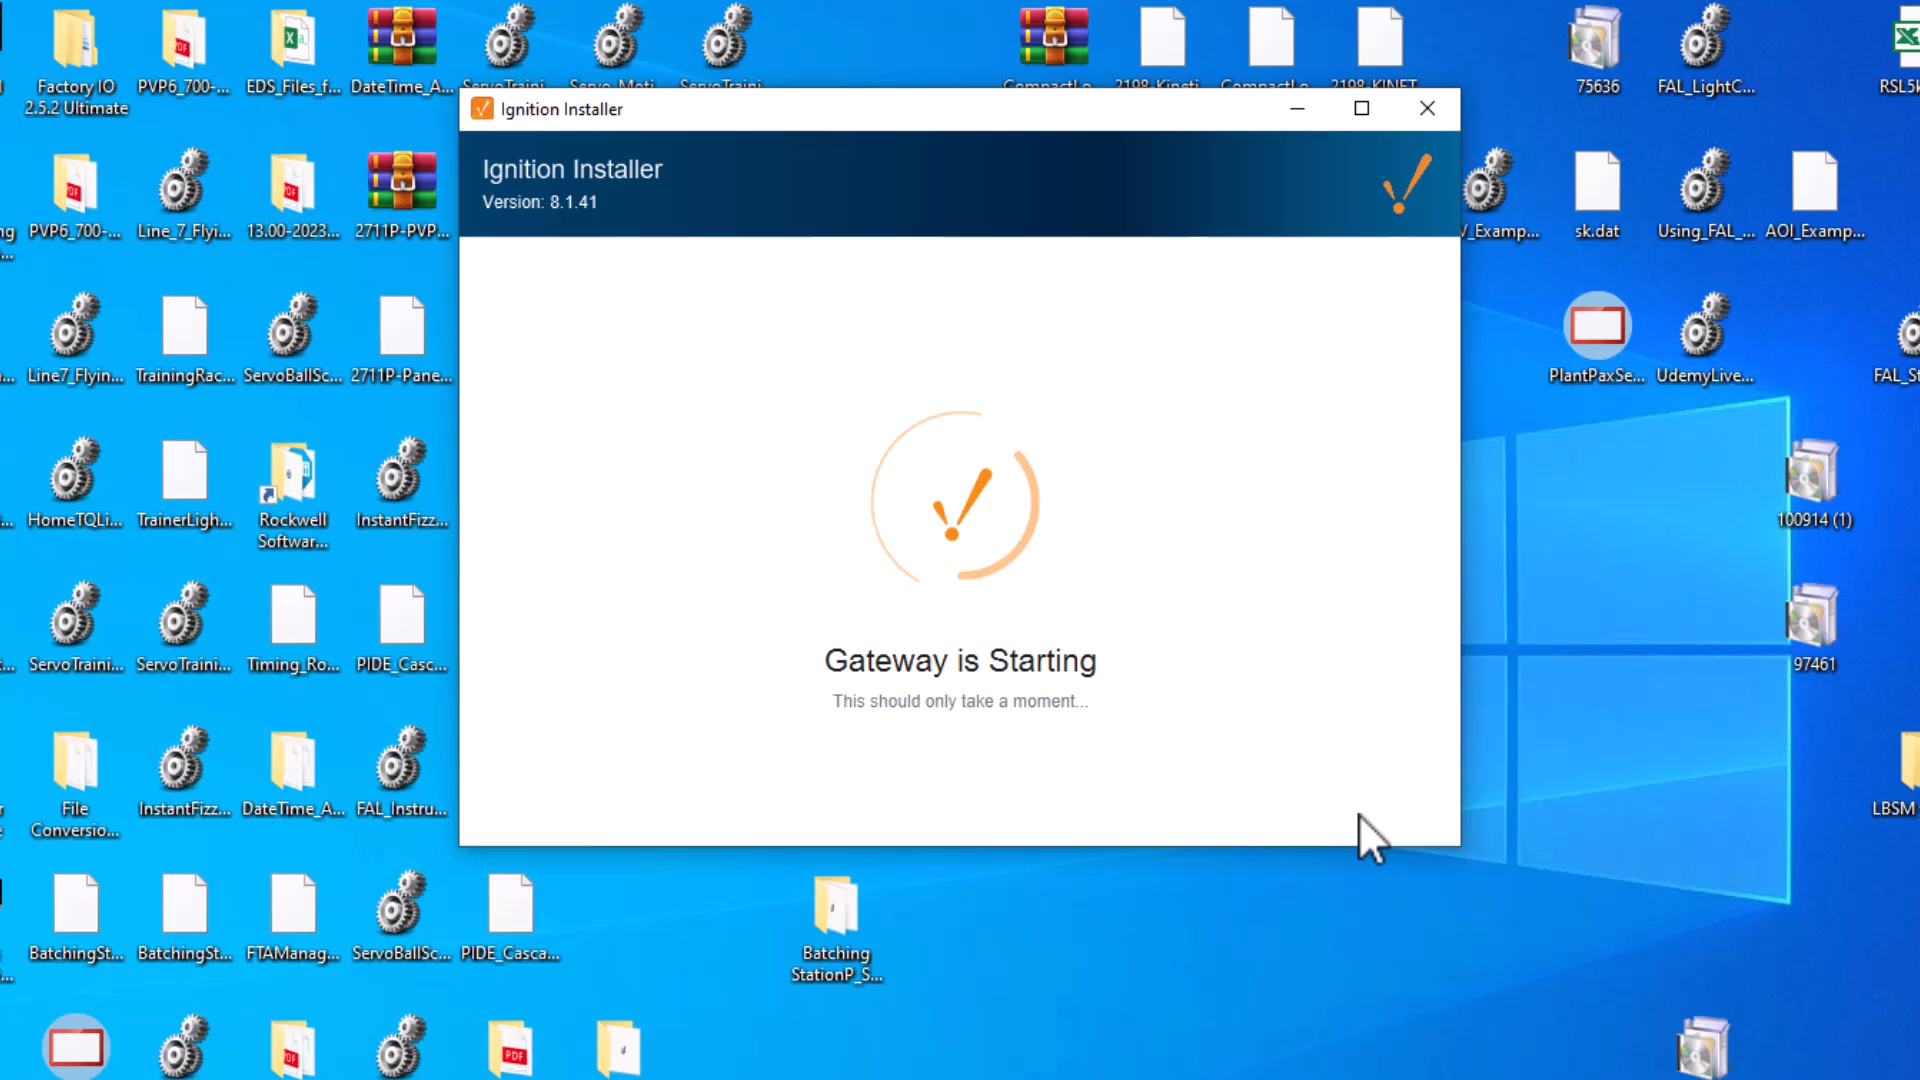 Factory IO
2.5.2 Ultimate
PVP6_700-...
EDS_Files_f...
DateTime_A...
75636
FAL_LightC...
Ignition Installer
Ignition Installer
Version: 8.1.41
PVP6_700-...
Line_7_Flyi...
13.00-2023...
2711P-PVP...
V_Examp...
sk.dat
Using_FAL_...
AOI_Examp...
Line7_Flyin...
TrainingRac...
ServoBallSc...
2711P-Pane...
PlantPaxSe...
UdemyLive...
HomeTQLi...
TrainerLigh...
Rockwell
Softwar...
InstantFizz...
100914 (1)
ServoTraini...
ServoTraini...
Timing_Ro...
PIDE_Casc...
97461
Gateway is Starting
This should only take a moment...
File
Conversio...
InstantFizz...
DateTime_A...
FAL_Instru...
LBSM
BatchingSt...
BatchingSt...
FTAManag...
ServoBallSc...
PIDE_Casca...
Batching
StationP_S...